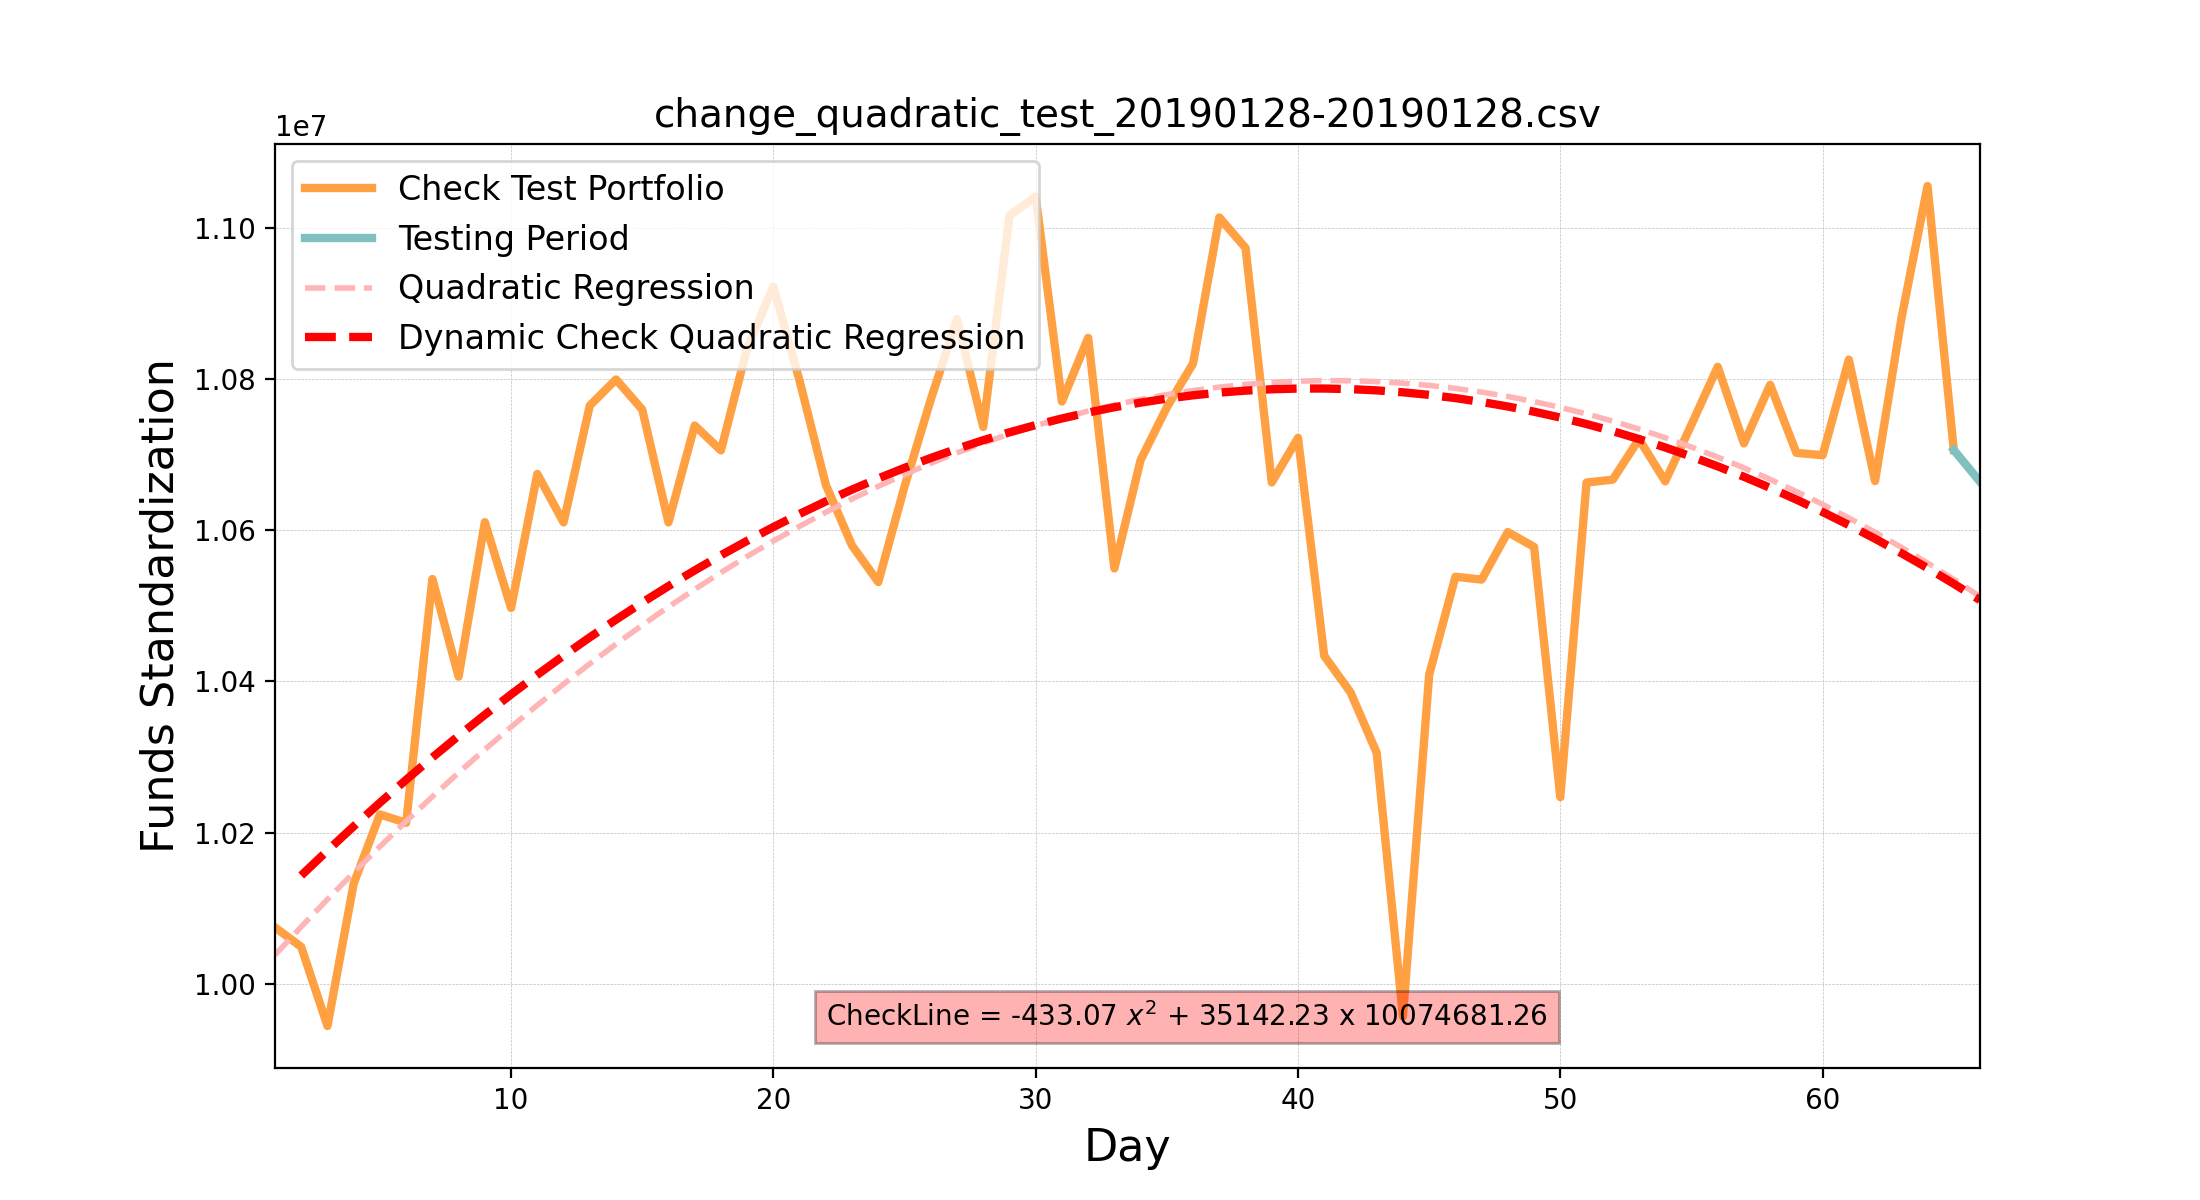 change_quadratic_test_20190128-20190128.csv
1e7
Check Test Portfolio
Testing Period
Quadratic Regression
Dynamic Check Quadratic Regression
1.10
1.08
1.06
1.04
1.02
1.00
Funds Standardization
CheckLine = -433.07 x² + 35142.23 x 10074681.26
10 20 30 40 50 60
Day